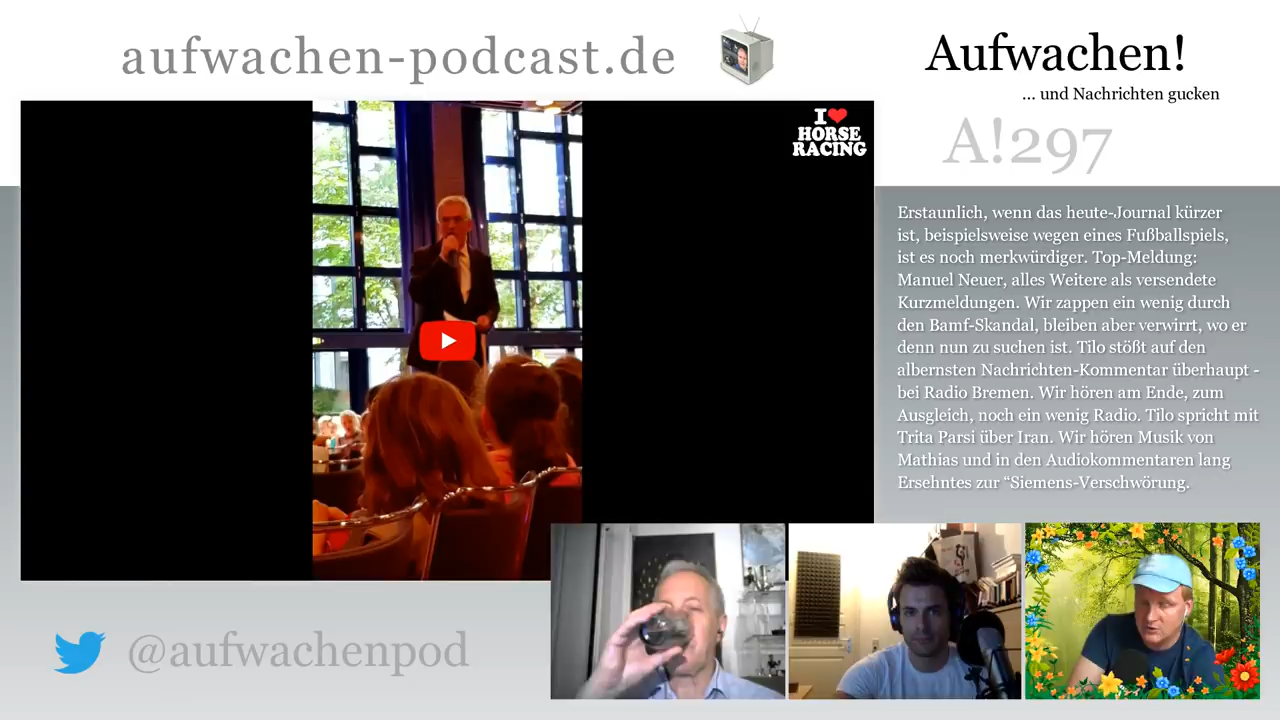 aufwachen-podcast.de
Aufwachen!
... und Nachrichten gucken
A!297
I
HORSE
RACING
Erstaunlich, wenn das heute-Journal kürzer
ist, beispielsweise wegen eines Fußballspiels,
ist es noch merkwürdiger. Top-Meldung:
Manuel Neuer, alles Weitere als versendete
Kurzmeldungen. Wir zappen ein wenig durch
den Bamf-Skandal, bleiben aber verwirrt, wo er
denn nun zu suchen ist. Tilo stößt auf den
albernsten Nachrichten-Kommentar überhaupt -
bei Radio Bremen. Wir hören am Ende, zum
Ausgleich, noch ein wenig Radio. Tilo spricht mit
Trita Parsi über Iran. Wir hören Musik von
Mathias und in den Audiokommentaren lang
Ersehntes zur “Siemens-Verschwörung.
@aufwachenpod